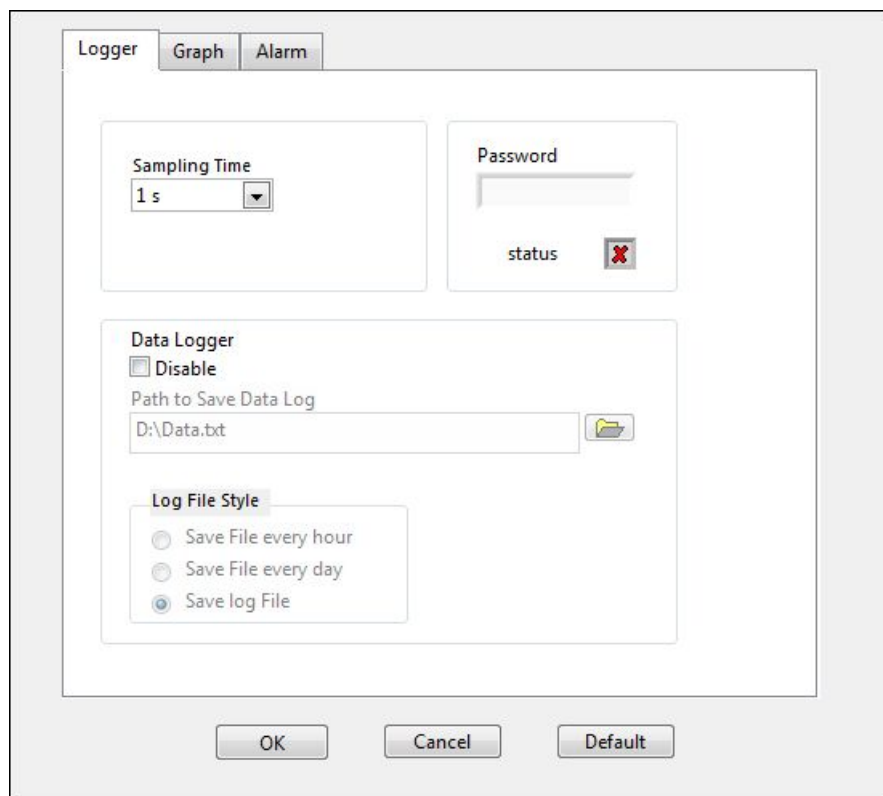 Logger
Graph
Alarm
Sampling Time
1 s
Password
status
Data Logger
Disable
Path to Save Data Log
D:\Data.txt
Log File Style
Save File every hour
Save File every day
Save log File
OK
Cancel
Default